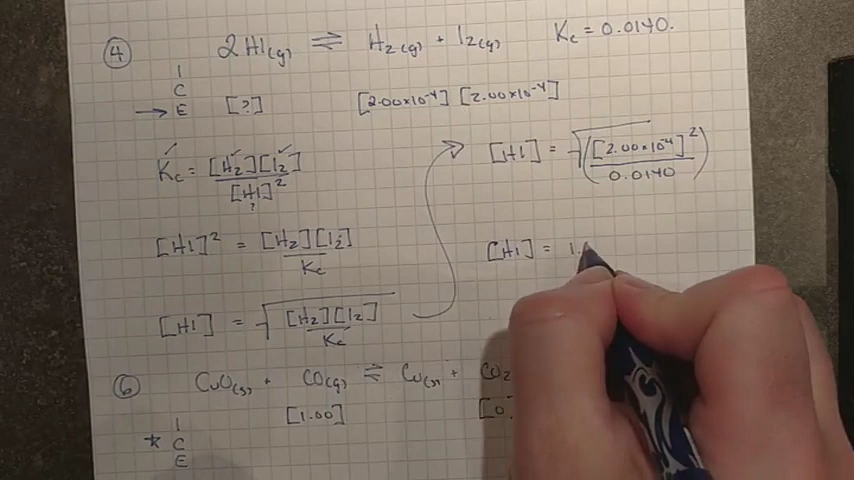 ④ 2HI(g) ⇌ H₂(g) + I₂(g) Kc = 0.0140.
I
C
→ E [?] [2.00×10⁻⁴] [2.00×10⁻⁴]
Kc = [H₂][I₂] / [HI]²
?
[HI]² = [H₂][I₂] / Kc
[HI] = √([H₂][I₂] / Kc)
[HI] = √([2.00×10⁻⁴]² / 0.0140)
[HI] = 1.
⑥ CuO(s) + CO(g) ⇌ Cu(s) + CO₂
I [1.00] [0]
* C
E